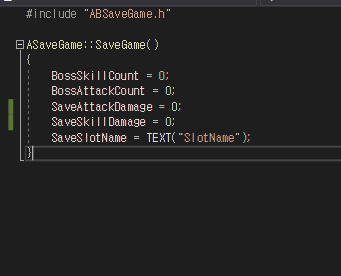 #include "ABSaveGame.h"
ASaveGame::SaveGame()
{
BossSkillCount = 0;
BossAttackCount = 0;
SaveAttackDamage = 0;
SaveSkillDamage = 0;
SaveSlotName = TEXT("SlotName");
}